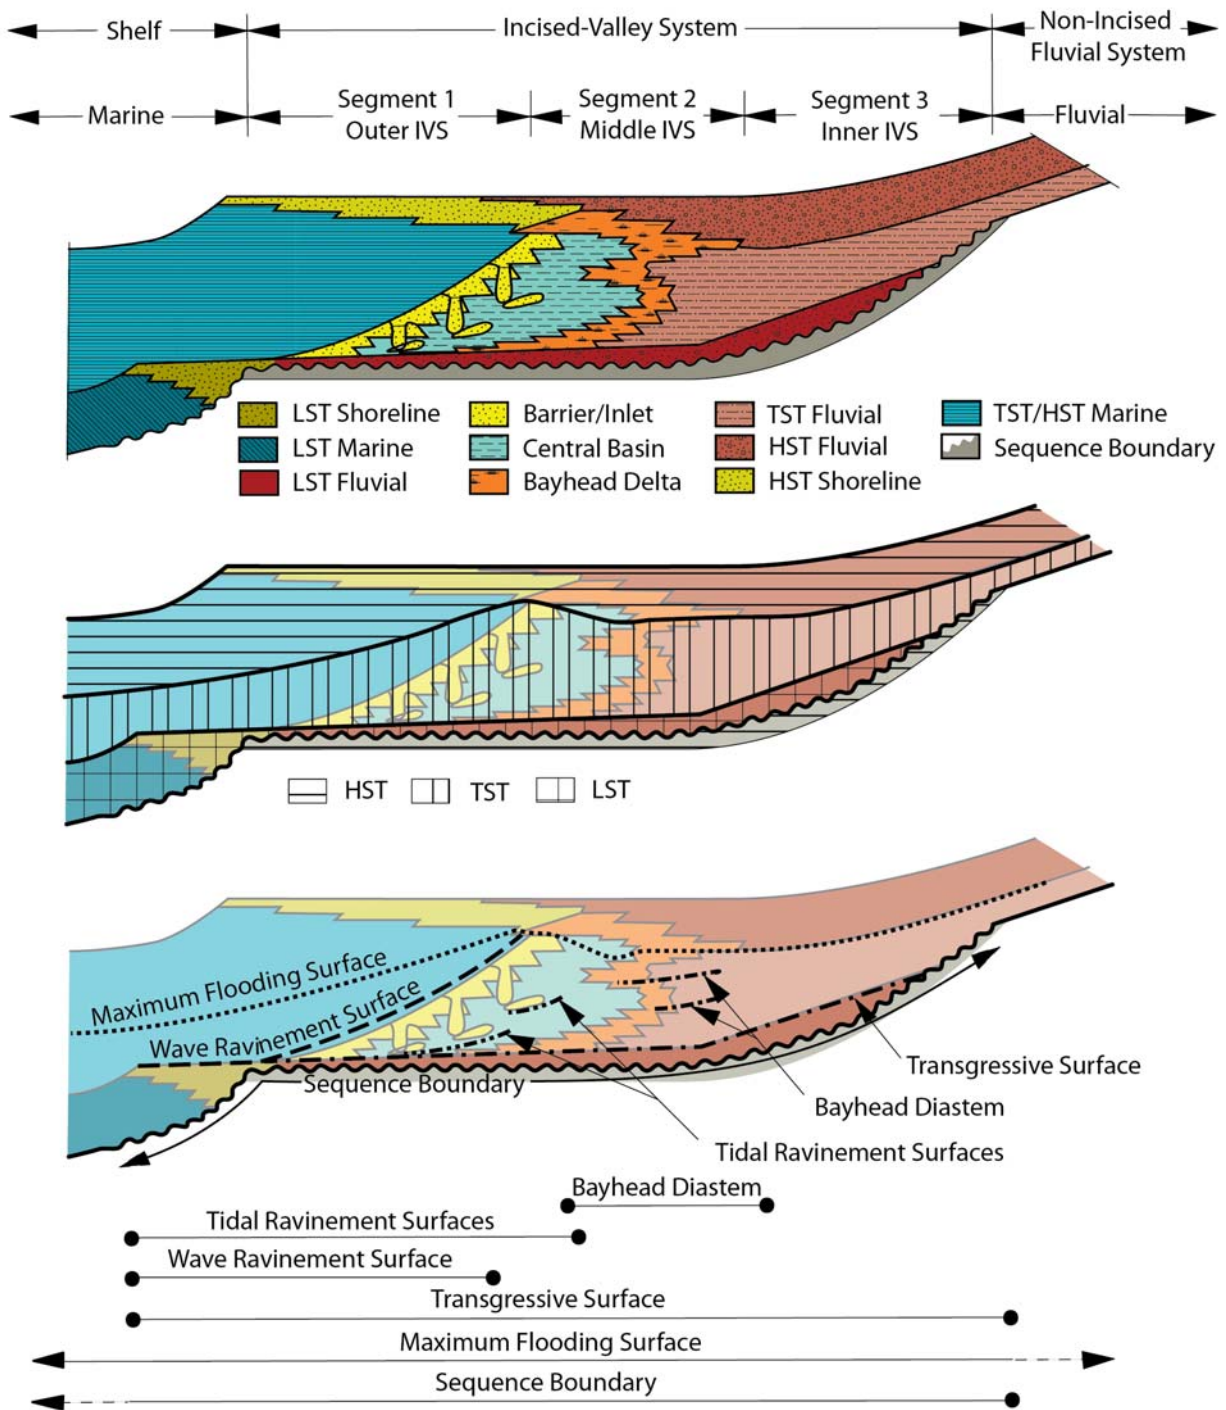 Shelf
Incised-Valley System
Non-Incised
Fluvial System
Marine
Segment 1
Outer IVS
Segment 2
Middle IVS
Segment 3
Inner IVS
Fluvial
LST Shoreline
Barrier/Inlet
TST Fluvial
TST/HST Marine
LST Marine
Central Basin
HST Fluvial
Sequence Boundary
LST Fluvial
Bayhead Delta
HST Shoreline
HST
TST
LST
Maximum Flooding Surface
Wave Ravinement Surface
Sequence Boundary
Transgressive Surface
Bayhead Diastem
Tidal Ravinement Surfaces
Bayhead Diastem
Tidal Ravinement Surfaces
Wave Ravinement Surface
Transgressive Surface
Maximum Flooding Surface
Sequence Boundary